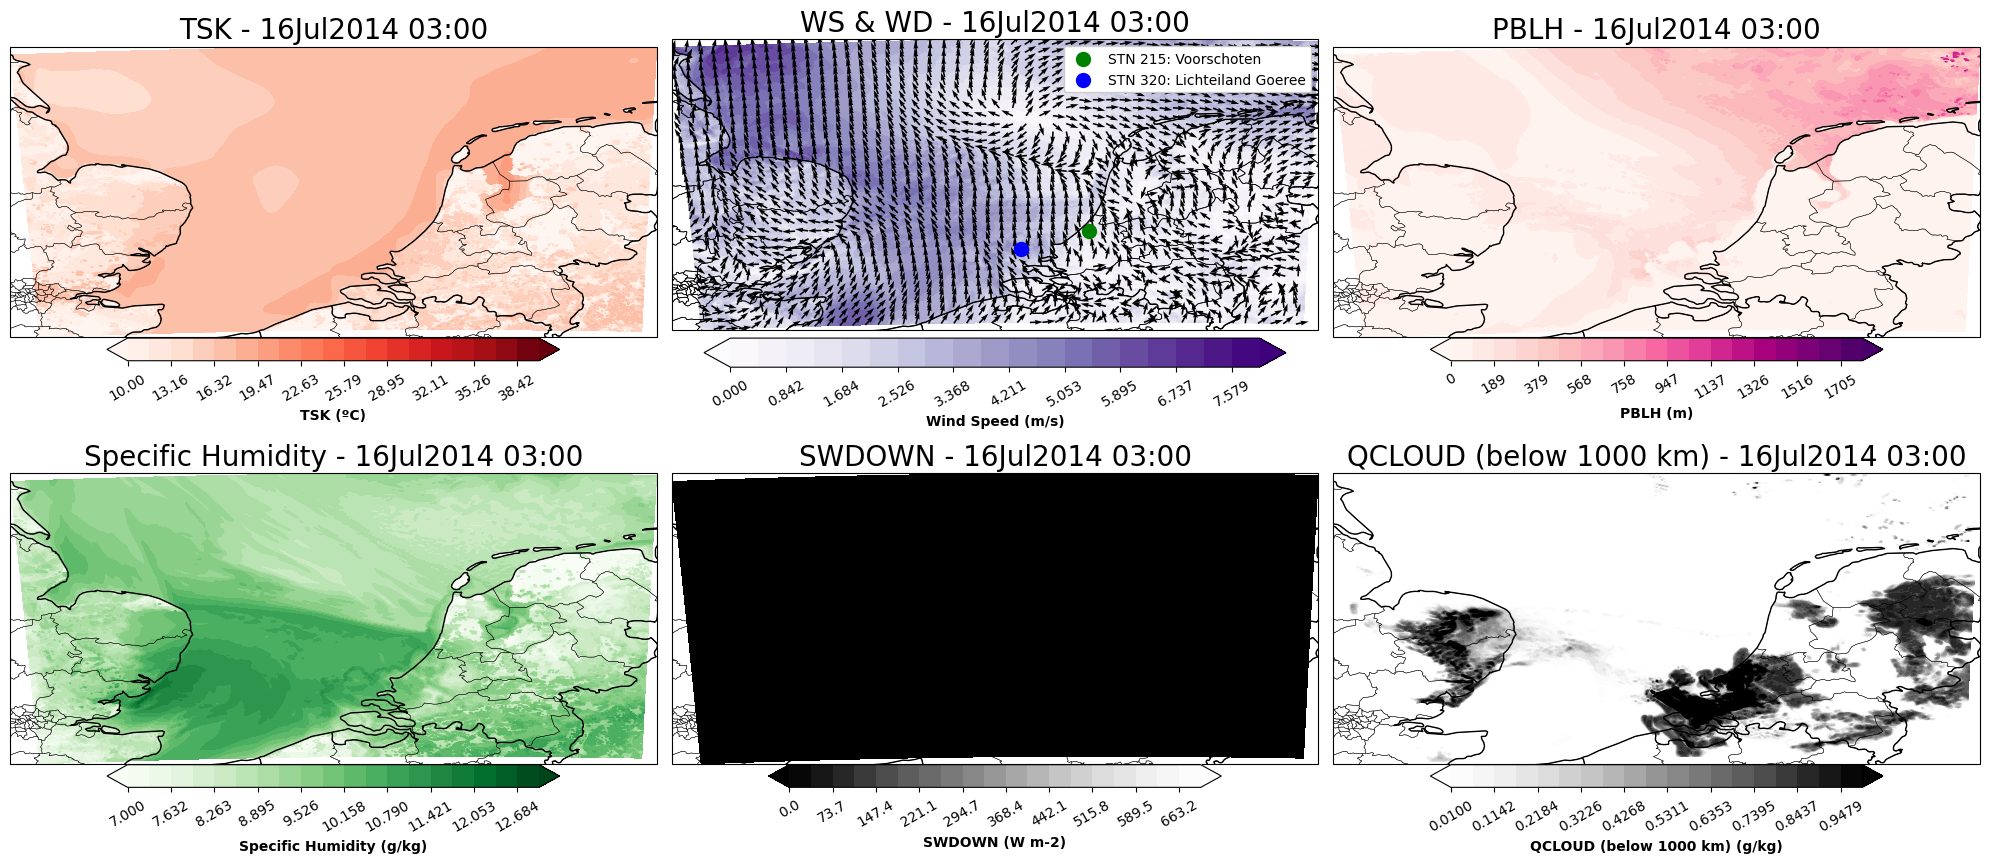 TSK - 16Jul2014 03:00
WS & WD - 16Jul2014 03:00
PBLH - 16Jul2014 03:00
STN 215: Voorschoten
STN 320: Lichteiland Goeree
10.00 13.16 16.32 19.47 22.63 25.79 28.95 32.11 35.26 38.42
TSK (ºC)
0.000 0.842 1.684 2.526 3.368 4.211 5.053 5.895 6.737 7.579
Wind Speed (m/s)
0 189 379 568 758 947 1137 1326 1516 1705
PBLH (m)
Specific Humidity - 16Jul2014 03:00
SWDOWN - 16Jul2014 03:00
QCLOUD (below 1000 km) - 16Jul2014 03:00
7.000 7.632 8.263 8.895 9.526 10.158 10.790 11.421 12.053 12.684
Specific Humidity (g/kg)
0.0 73.7 147.4 221.1 294.7 368.4 442.1 515.8 589.5 663.2
SWDOWN (W m-2)
0.0100 0.1142 0.2184 0.3226 0.4268 0.5311 0.6353 0.7395 0.8437 0.9479
QCLOUD (below 1000 km) (g/kg)